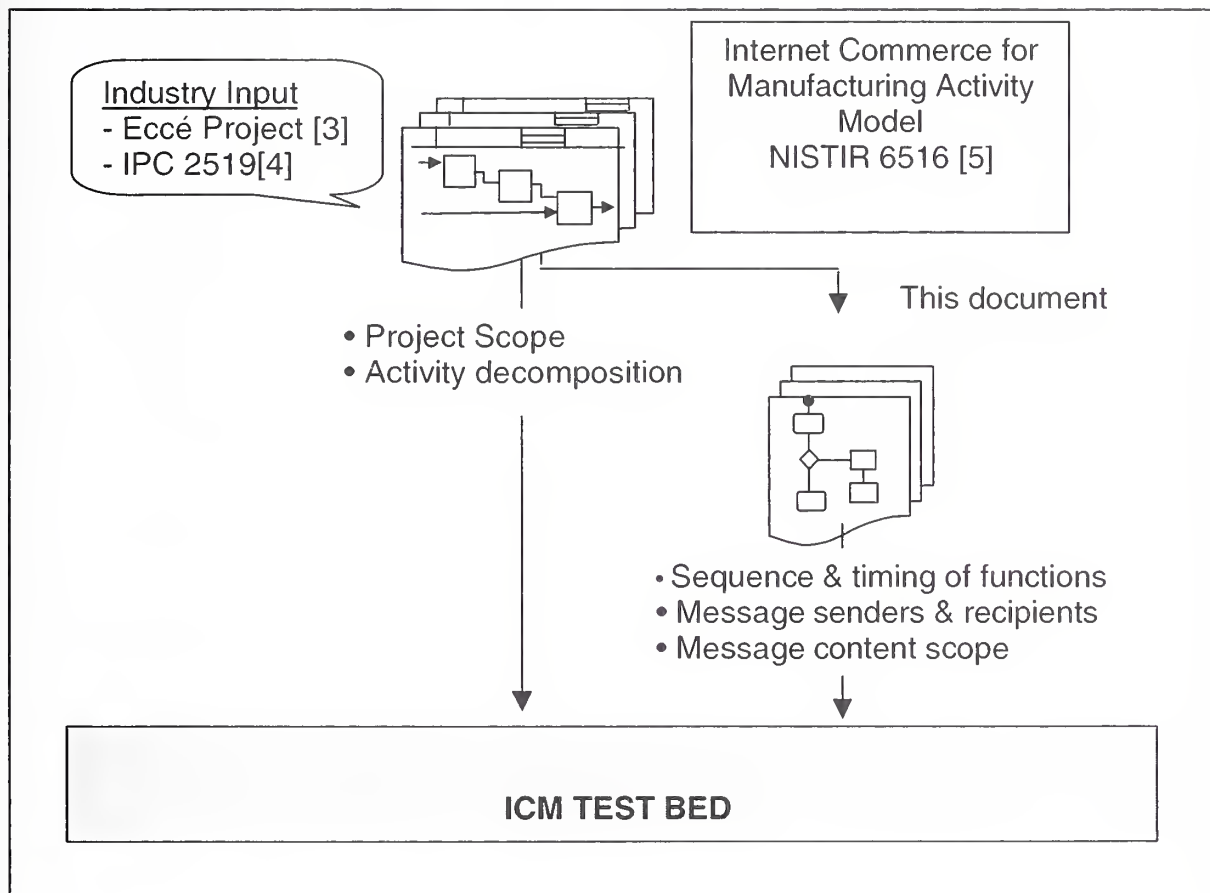 Industry Input
- Eccé Project [3]
- IPC 2519[4]
Internet Commerce for
Manufacturing Activity
Model
NISTIR 6516 [5]
This document
• Project Scope
• Activity decomposition
• Sequence & timing of functions
• Message senders & recipients
• Message content scope
ICM TEST BED